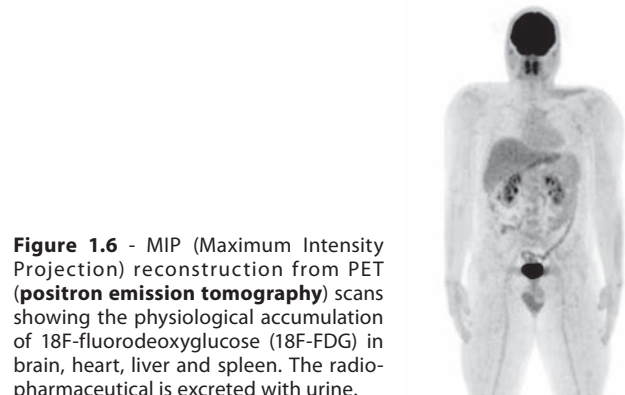 Figure 1.6 - MIP (Maximum Intensity
Projection) reconstruction from PET
(positron emission tomography) scans
showing the physiological accumulation
of 18F-fluorodeoxyglucose (18F-FDG) in
brain, heart, liver and spleen. The radio-
pharmaceutical is excreted with urine.